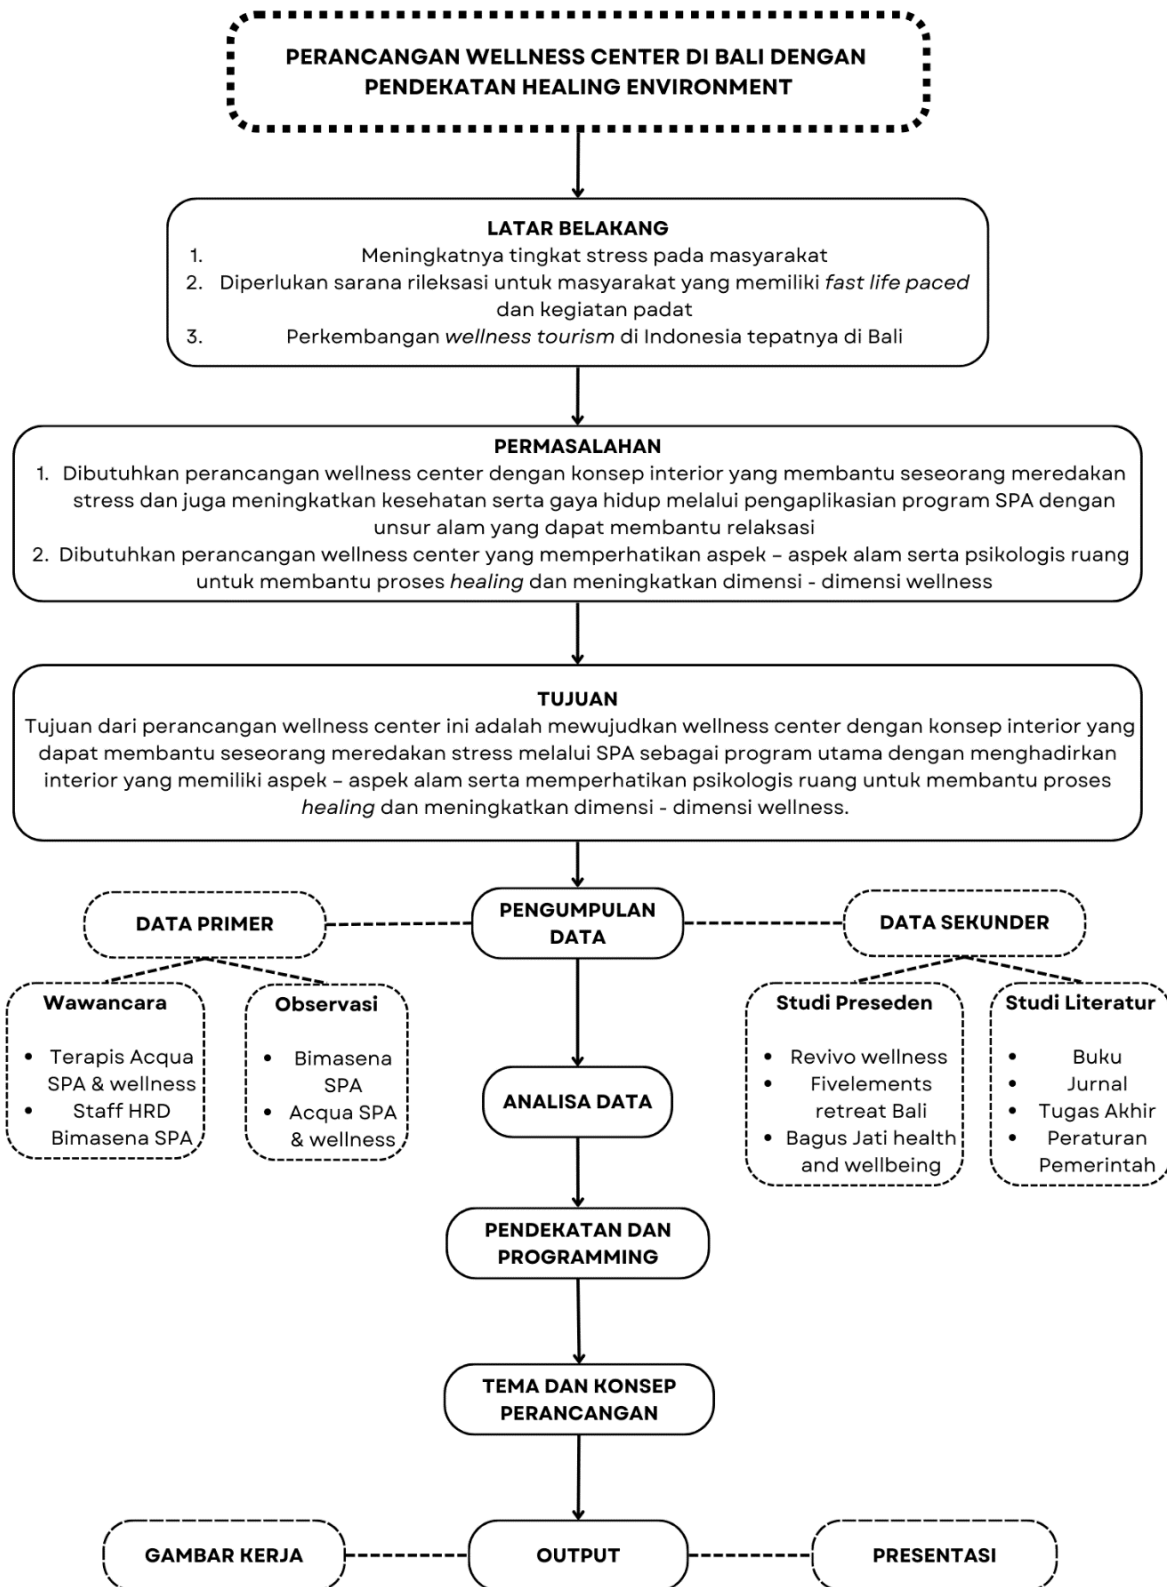 PERANCANGAN WELLNESS CENTER DI BALI DENGAN
PENDEKATAN HEALING ENVIRONMENT
LATAR BELAKANG
1. Meningkatnya tingkat stress pada masyarakat
2. Diperlukan sarana rileksasi untuk masyarakat yang memiliki fast life paced
dan kegiatan padat
3. Perkembangan wellness tourism di Indonesia tepatnya di Bali
PERMASALAHAN
1. Dibutuhkan perancangan wellness center dengan konsep interior yang membantu seseorang meredakan
stress dan juga meningkatkan kesehatan serta gaya hidup melalui pengaplikasian program SPA dengan
unsur alam yang dapat membantu relaksasi
2. Dibutuhkan perancangan wellness center yang memperhatikan aspek – aspek alam serta psikologis ruang
untuk membantu proses healing dan meningkatkan dimensi - dimensi wellness
TUJUAN
Tujuan dari perancangan wellness center ini adalah mewujudkan wellness center dengan konsep interior yang
dapat membantu seseorang meredakan stress melalui SPA sebagai program utama dengan menghadirkan
interior yang memiliki aspek – aspek alam serta memperhatikan psikologis ruang untuk membantu proses
healing dan meningkatkan dimensi - dimensi wellness.
PENGUMPULAN
DATA
DATA PRIMER
Wawancara
• Terapis Acqua
SPA & wellness
• Staff HRD
Bimasena SPA
Observasi
• Bimasena
SPA
• Acqua SPA
& wellness
DATA SEKUNDER
Studi Preseden
• Revivo wellness
• Fivelements
retreat Bali
• Bagus Jati health
and wellbeing
Studi Literatur
• Buku
• Jurnal
• Tugas Akhir
• Peraturan
Pemerintah
ANALISA DATA
PENDEKATAN DAN
PROGRAMMING
TEMA DAN KONSEP
PERANCANGAN
GAMBAR KERJA
OUTPUT
PRESENTASI